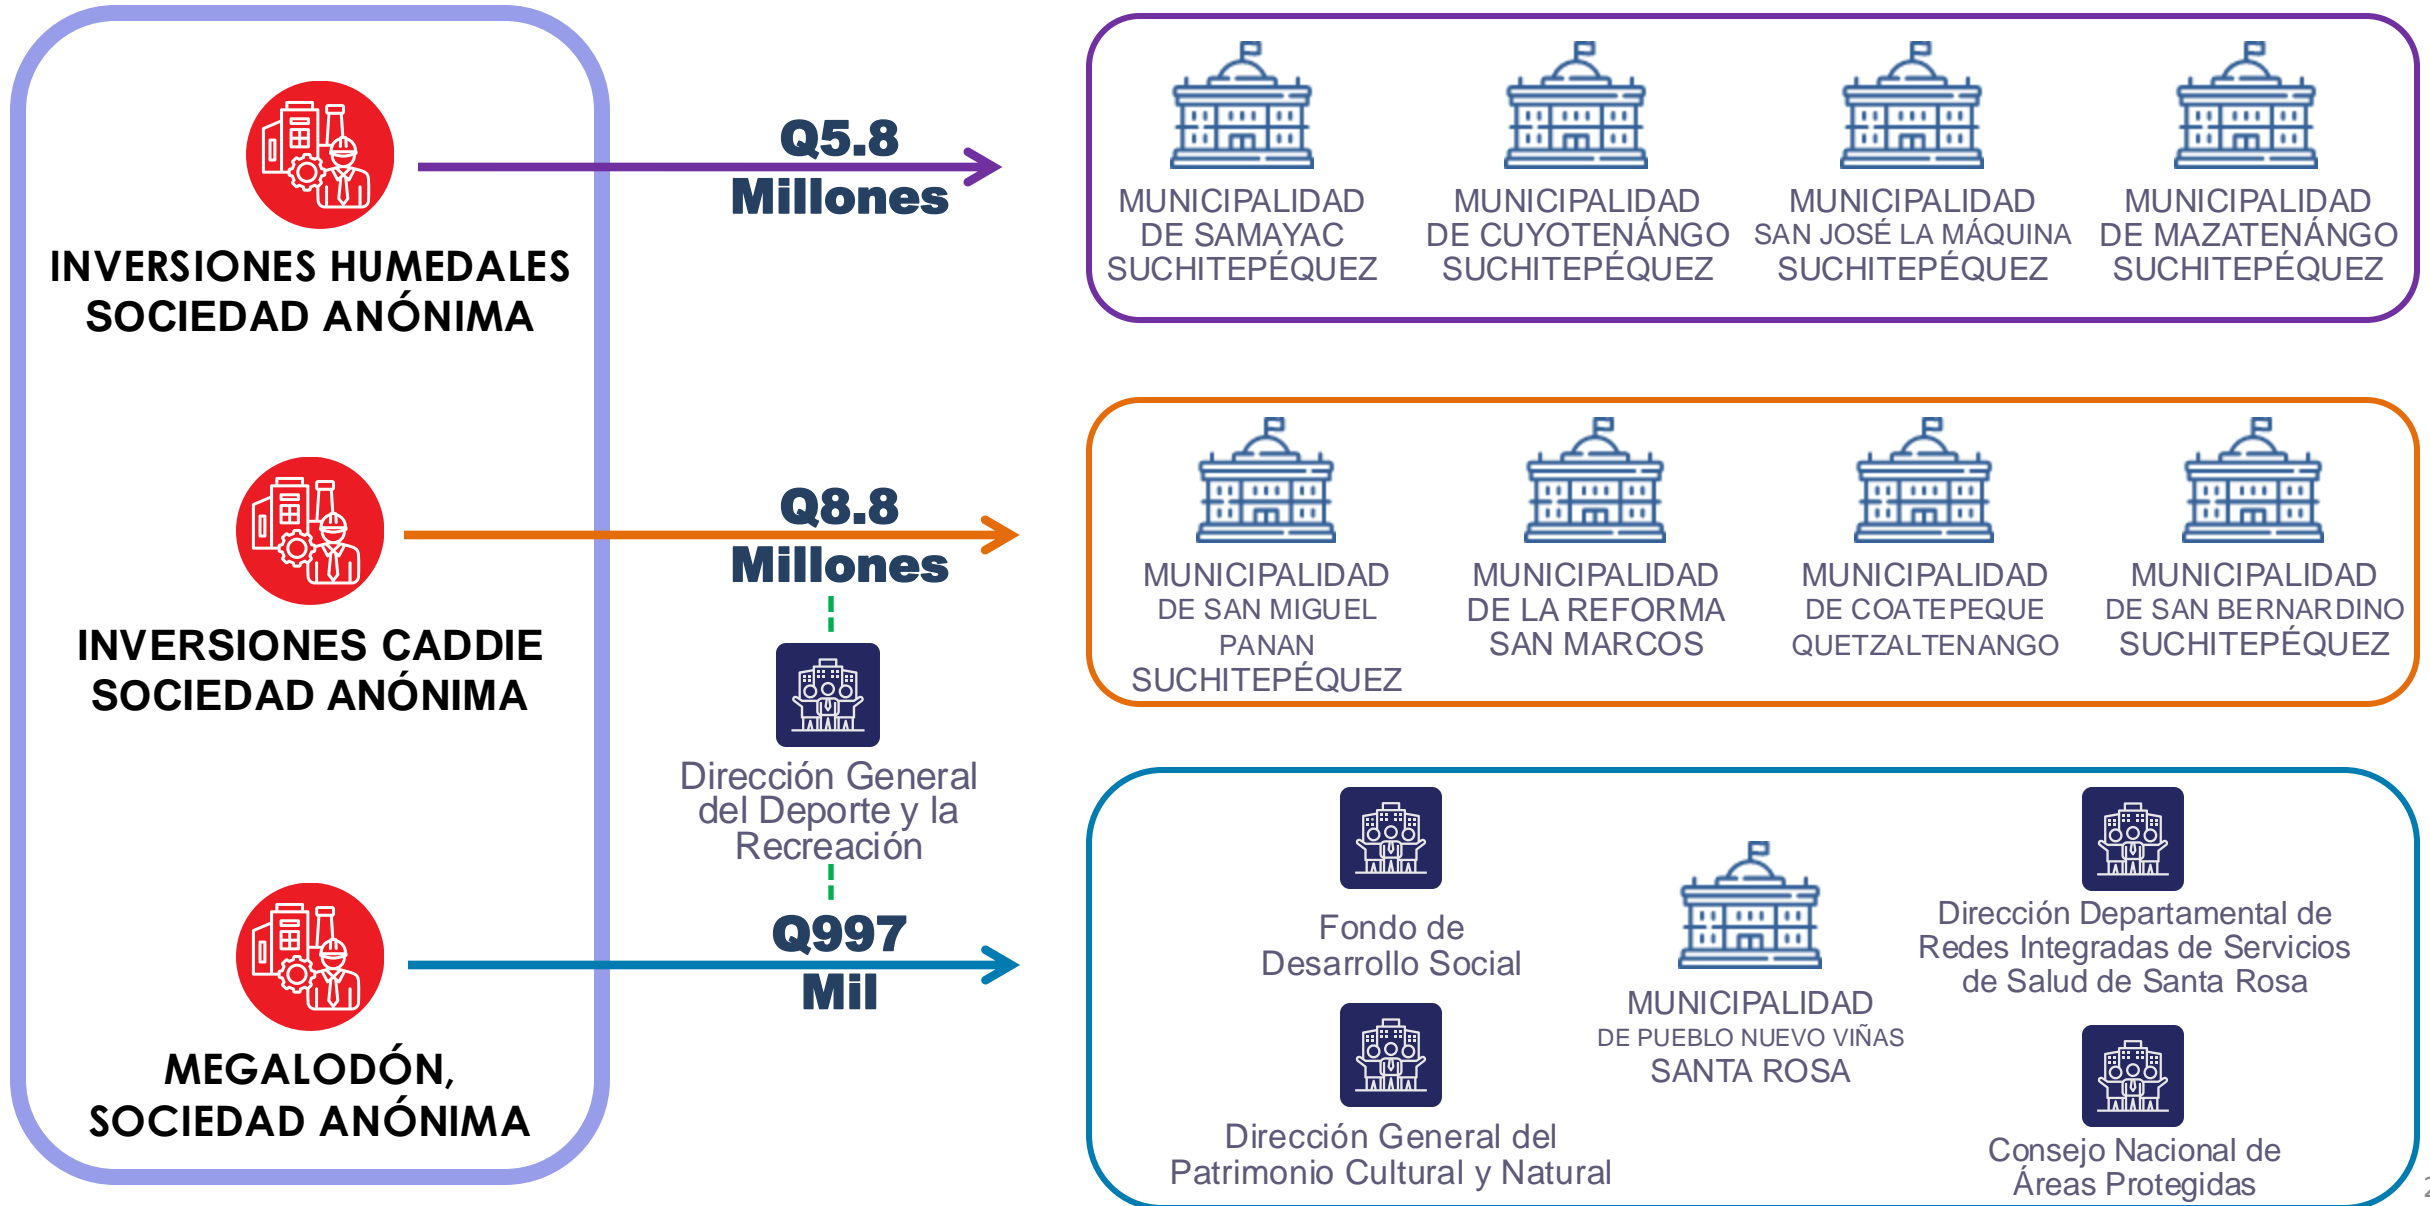 INVERSIONES HUMEDALES
SOCIEDAD ANÓNIMA
Q5.8
Millones
MUNICIPALIDAD
DE SAMAYAC
SUCHITEPÉQUEZ
MUNICIPALIDAD
DE CUYOTENÁNGO
SUCHITEPÉQUEZ
MUNICIPALIDAD
SAN JOSÉ LA MÁQUINA
SUCHITEPÉQUEZ
MUNICIPALIDAD
DE MAZATENÁNGO
SUCHITEPÉQUEZ
INVERSIONES CADDIE
SOCIEDAD ANÓNIMA
Q8.8
Millones
MUNICIPALIDAD
DE SAN MIGUEL
PANAN
SUCHITEPÉQUEZ
MUNICIPALIDAD
DE LA REFORMA
SAN MARCOS
MUNICIPALIDAD
DE COATEPEQUE
QUETZALTENANGO
MUNICIPALIDAD
DE SAN BERNARDINO
SUCHITEPÉQUEZ
Dirección General
del Deporte y la
Recreación
MEGALODÓN,
SOCIEDAD ANÓNIMA
Q997
Mil
Fondo de
Desarrollo Social
Dirección General del
Patrimonio Cultural y Natural
MUNICIPALIDAD
DE PUEBLO NUEVO VIÑAS
SANTA ROSA
Dirección Departamental de
Redes Integradas de Servicios
de Salud de Santa Rosa
Consejo Nacional de
Áreas Protegidas